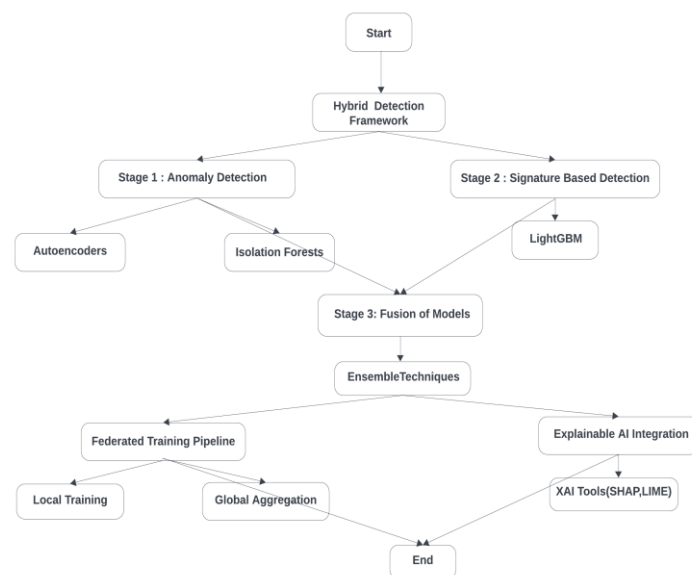 Start
Hybrid Detection
Framework
Stage 1 : Anomaly Detection
Stage 2 : Signature Based Detection
Autoencoders
Isolation Forests
LightGBM
Stage 3: Fusion of Models
EnsembleTechniques
Federated Training Pipeline
Explainable AI Integration
Local Training
Global Aggregation
XAI Tools(SHAP,LIME)
End